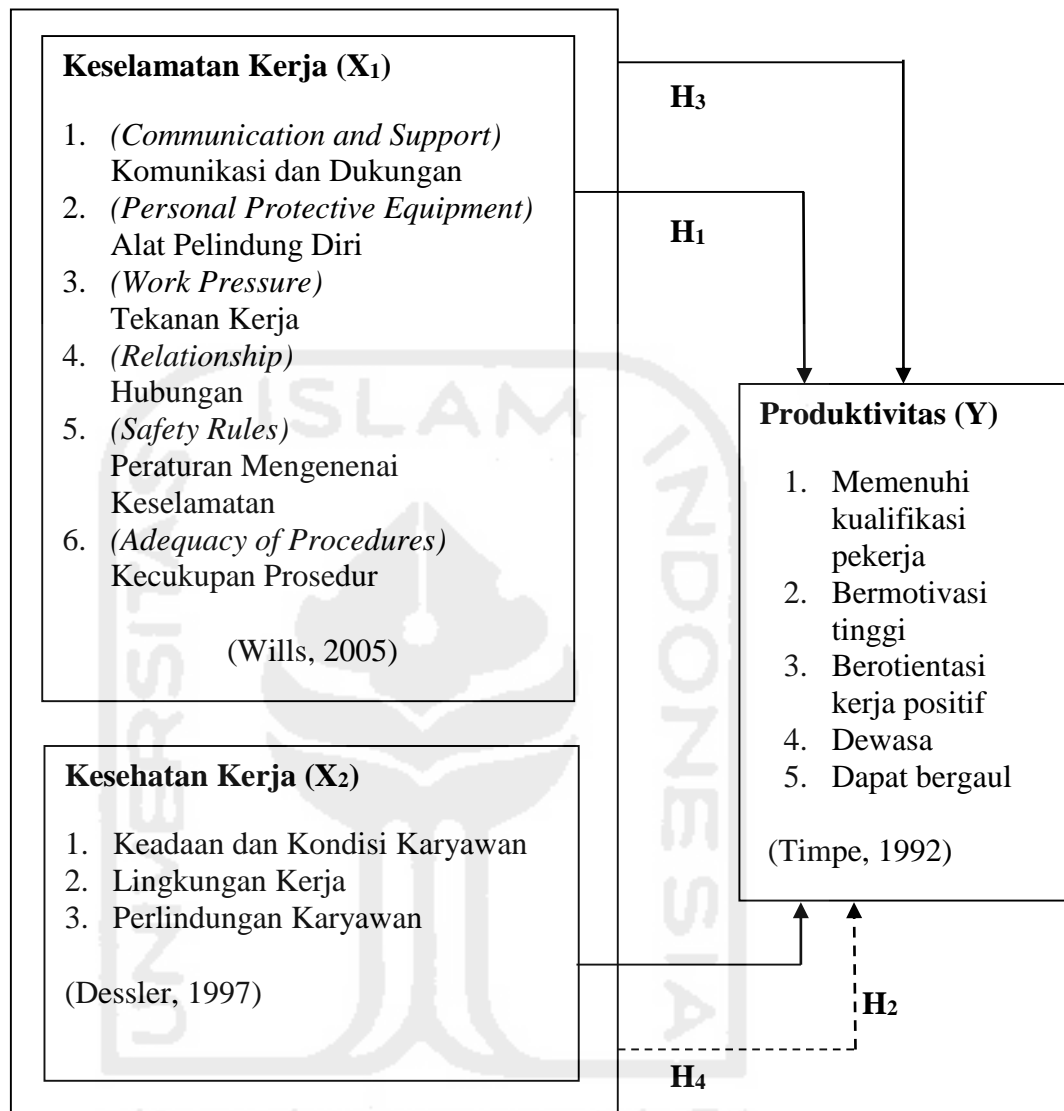 Keselamatan Kerja (X₁)
1. (Communication and Support)
Komunikasi dan Dukungan
2. (Personal Protective Equipment)
Alat Pelindung Diri
3. (Work Pressure)
Tekanan Kerja
4. (Relationship)
Hubungan
5. (Safety Rules)
Peraturan Mengenenai
Keselamatan
6. (Adequacy of Procedures)
Kecukupan Prosedur
(Wills, 2005)
Kesehatan Kerja (X₂)
1. Keadaan dan Kondisi Karyawan
2. Lingkungan Kerja
3. Perlindungan Karyawan
(Dessler, 1997)
H₃
H₁
Produktivitas (Y)
1. Memenuhi
kualifikasi
pekerja
2. Bermotivasi
tinggi
3. Berotientasi
kerja positif
4. Dewasa
5. Dapat bergaul
(Timpe, 1992)
H₂
H₄
UNIVERSITAS
ISLAM
INDONESIA